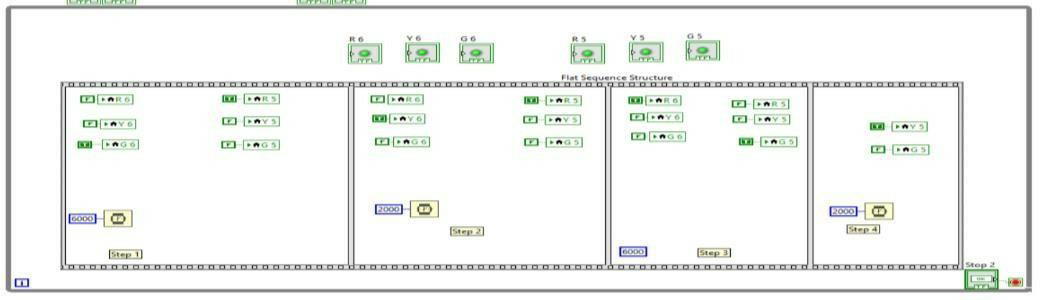 R 6 Y 6 G 6 R 5 Y 5 G 5
Flat Sequence Structure
F R 6 R 5 F R 6 R 5 R 6 F R 5
F Y 6 F Y 5 Y 6 F Y 5 F Y 6 F Y 5 Y 5
G 6 F G 5 F G 6 F G 5 F G 6 G 5 F G 5
6000 2000 2000
Step 1 Step 2 6000 Step 3 Step 4
Stop 2
i